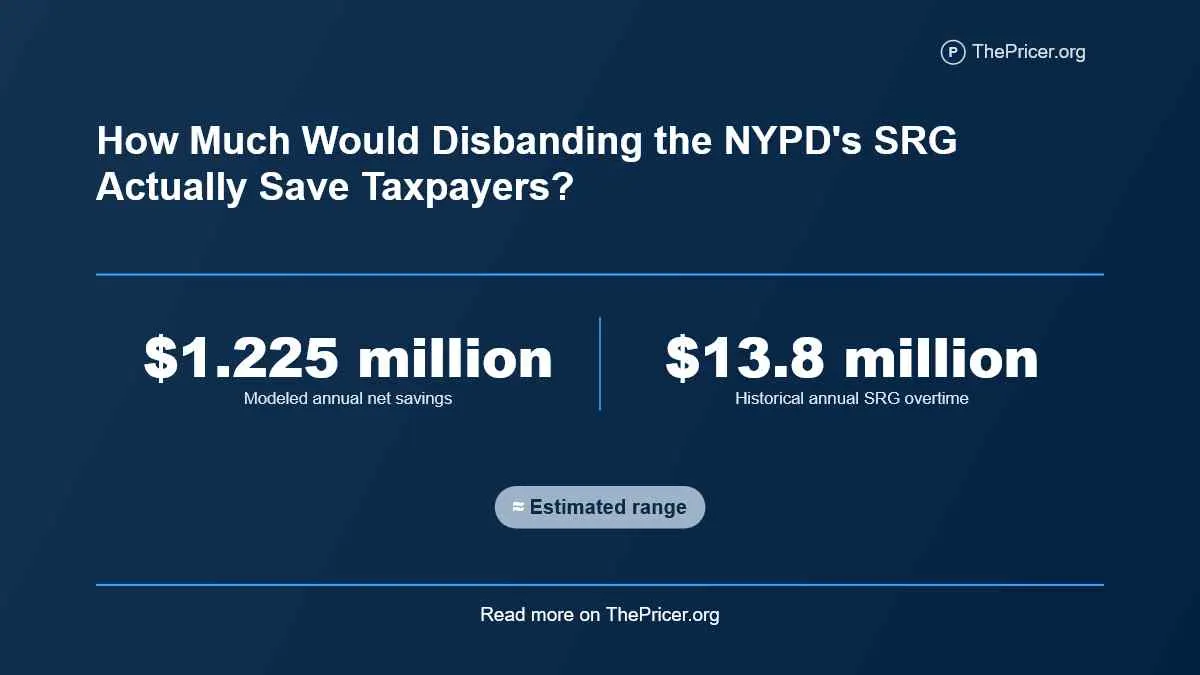 P ThePricer.org
How Much Would Disbanding the NYPD's SRG
Actually Save Taxpayers?
$1.225 million
Modeled annual net savings
$13.8 million
Historical annual SRG overtime
≈ Estimated range
Read more on ThePricer.org